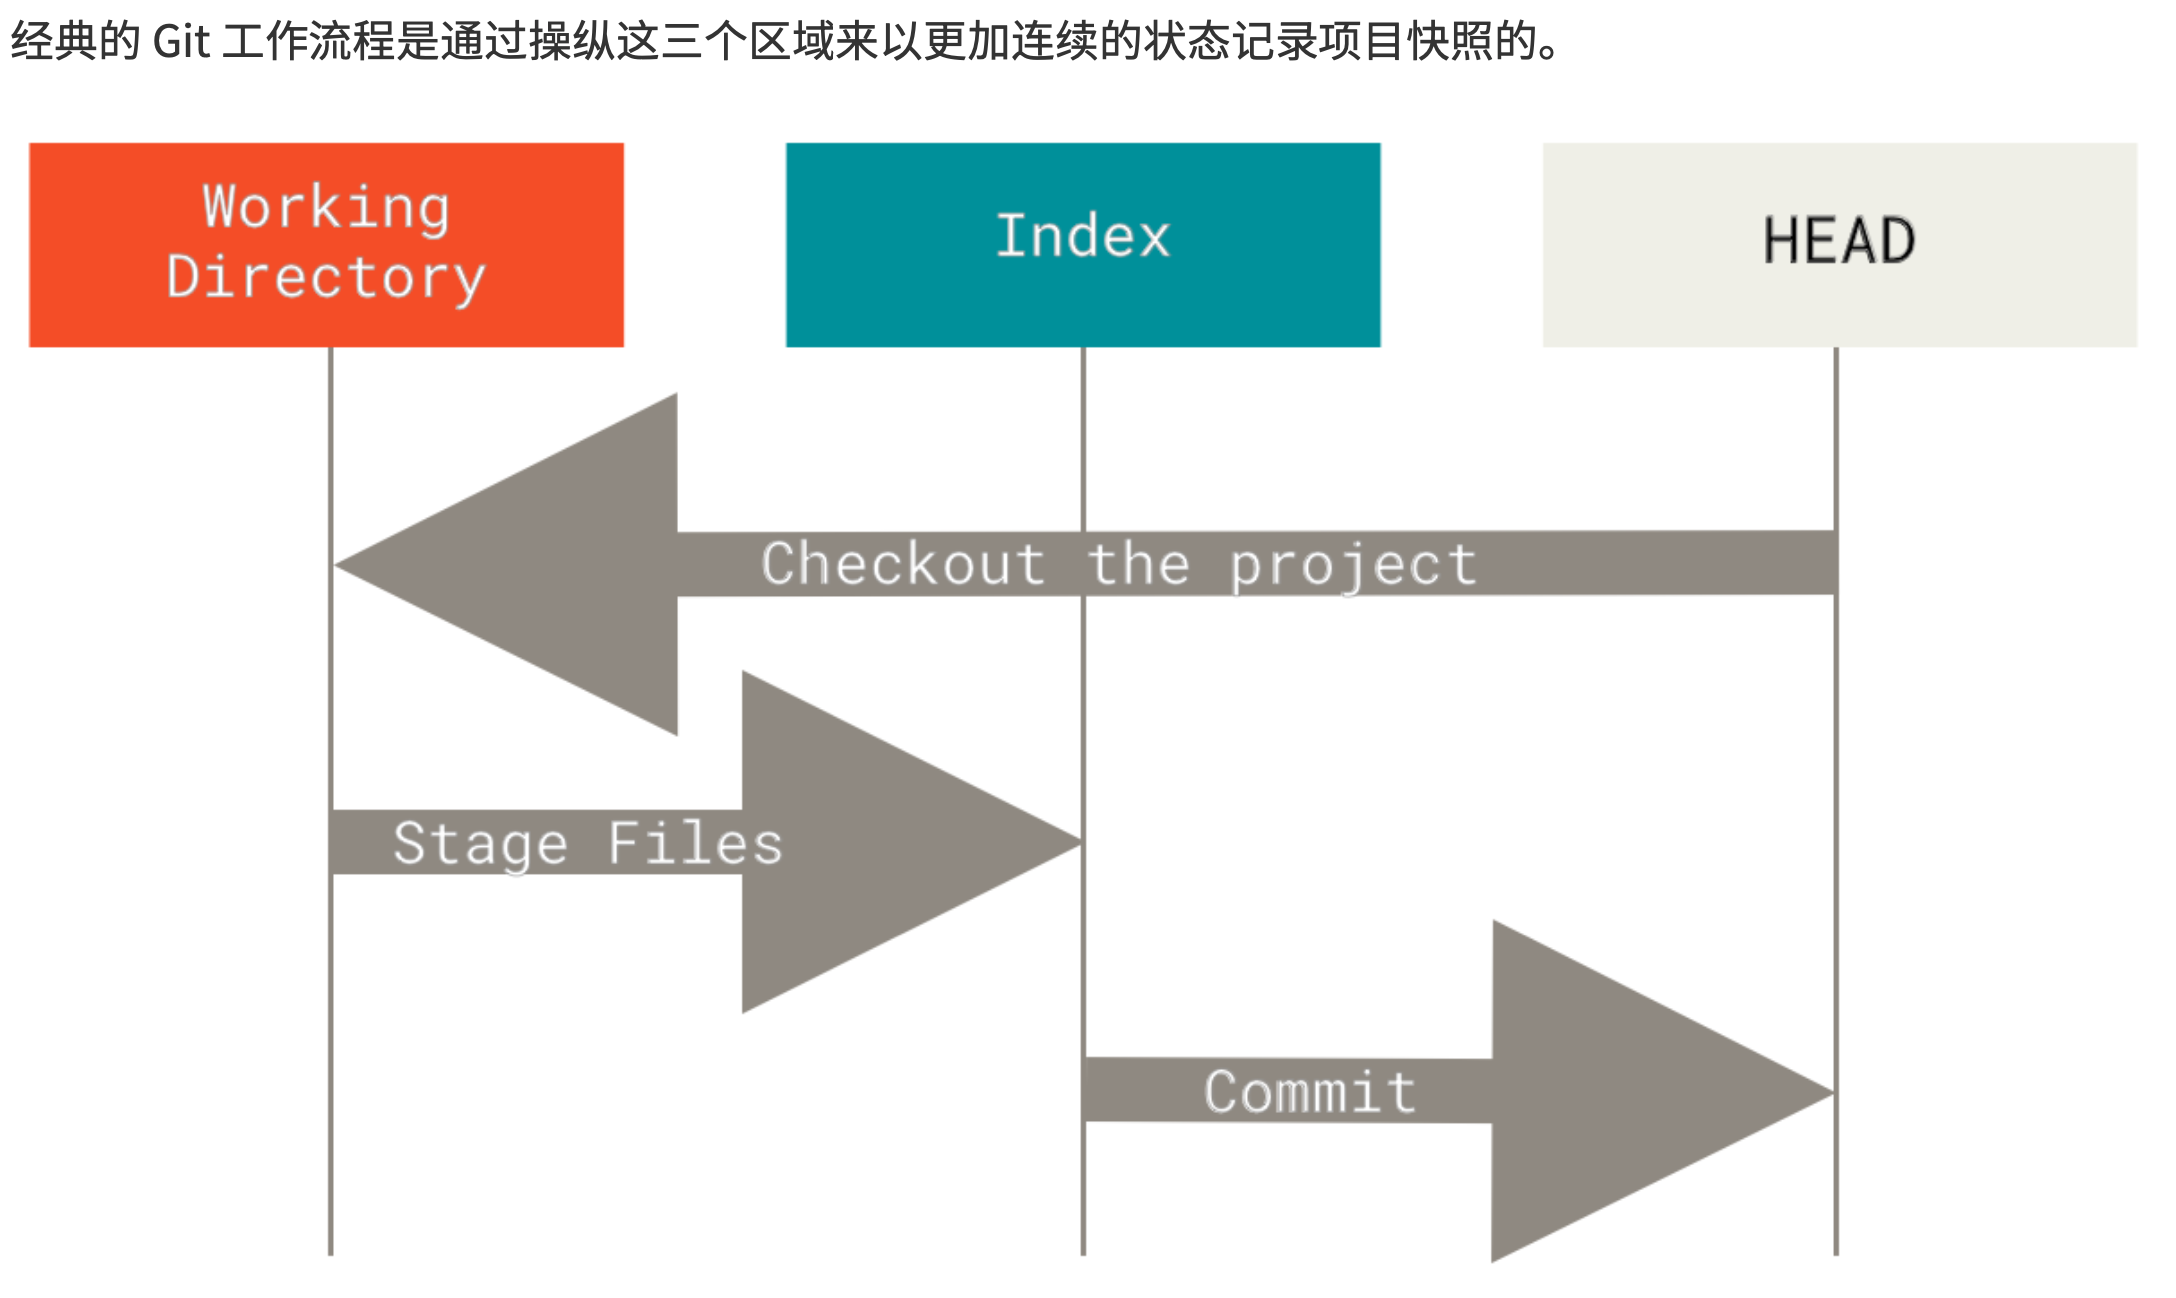 经典的 Git 工作流程是通过操纵这三个区域来以更加连续的状态记录项目快照的。
Working
Directory
Index
HEAD
Checkout the project
Stage Files
Commit